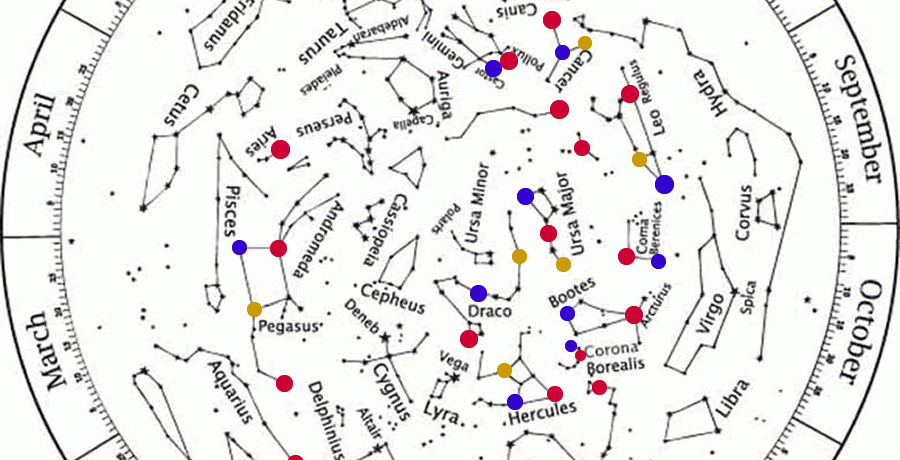 Eridanus
Taurus
Aldebaran
Gemini
Canis
Pollux
Castor
Cancer
Hydra
September
April
Cetus
Pleiades
Auriga
Capella
Perseus
Aries
Leo
Regulus
Pisces
Andromeda
Cassiopeia
Polaris
Ursa Minor
Ursa Major
Coma
Berenices
Corvus
Cepheus
Draco
Bootes
Arcturus
Virgo
Spica
October
March
Pegasus
Deneb
Vega
Corona
Borealis
Aquarius
Delphinius
Altair
Cygnus
Lyra
Hercules
Libra